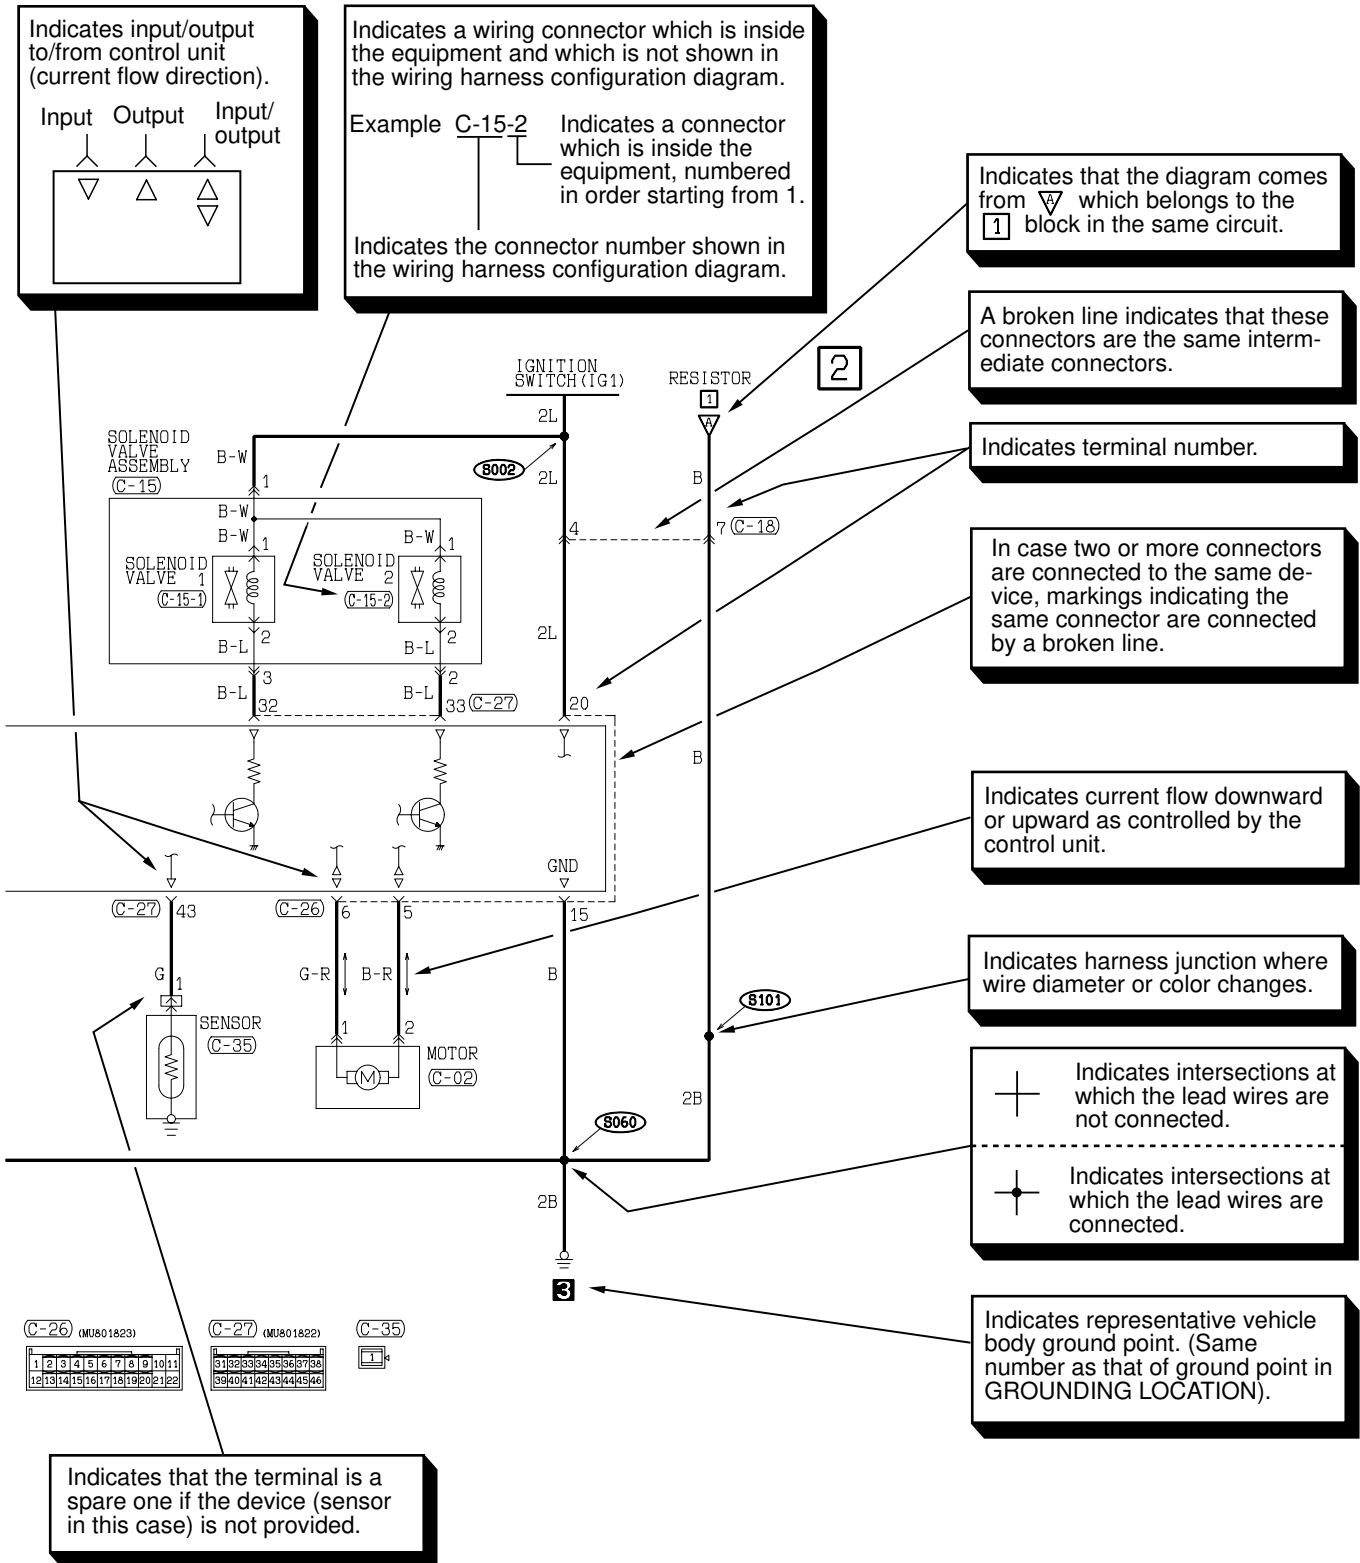 Indicates input/output
to/from control unit
(current flow direction).
Input Output Input/
output
Indicates a wiring connector which is inside
the equipment and which is not shown in
the wiring harness configuration diagram.
Example C-15-2
Indicates a connector
which is inside the
equipment, numbered
in order starting from 1.
Indicates the connector number shown in
the wiring harness configuration diagram.
Indicates that the diagram comes
from A which belongs to the
1 block in the same circuit.
A broken line indicates that these
connectors are the same interm-
ediate connectors.
Indicates terminal number.
In case two or more connectors
are connected to the same de-
vice, markings indicating the
same connector are connected
by a broken line.
Indicates current flow downward
or upward as controlled by the
control unit.
Indicates harness junction where
wire diameter or color changes.
Indicates intersections at
which the lead wires are
not connected.
Indicates intersections at
which the lead wires are
connected.
Indicates representative vehicle
body ground point. (Same
number as that of ground point in
GROUNDING LOCATION).
IGNITION
SWITCH(IG1)
RESISTOR
1
A
2
2L
SOLENOID
VALVE
ASSEMBLY
(C-15)
B-W
1
S002
2L
B
B-W
B-W
B-W
4
7 (C-18)
1
1
SOLENOID
VALVE 1
(C-15-1)
SOLENOID
VALVE 2
(C-15-2)
2
2
B-L
B-L
2L
3
2
B-L
B-L
32
33 (C-27)
20
B
GND
(C-27) 43
(C-26) 6
5
15
G
1
G-R
B-R
B
S101
SENSOR
(C-35)
1
2
M
MOTOR
(C-02)
2B
S060
2B
3
(C-26) (MU801823)
1 2 3 4 5 6 7 8 9 10 11
12 13 14 15 16 17 18 19 20 21 22
(C-27) (MU801822)
31 32 33 34 35 36 37 38
39 40 41 42 43 44 45 46
(C-35)
1
Indicates that the terminal is a
spare one if the device (sensor
in this case) is not provided.